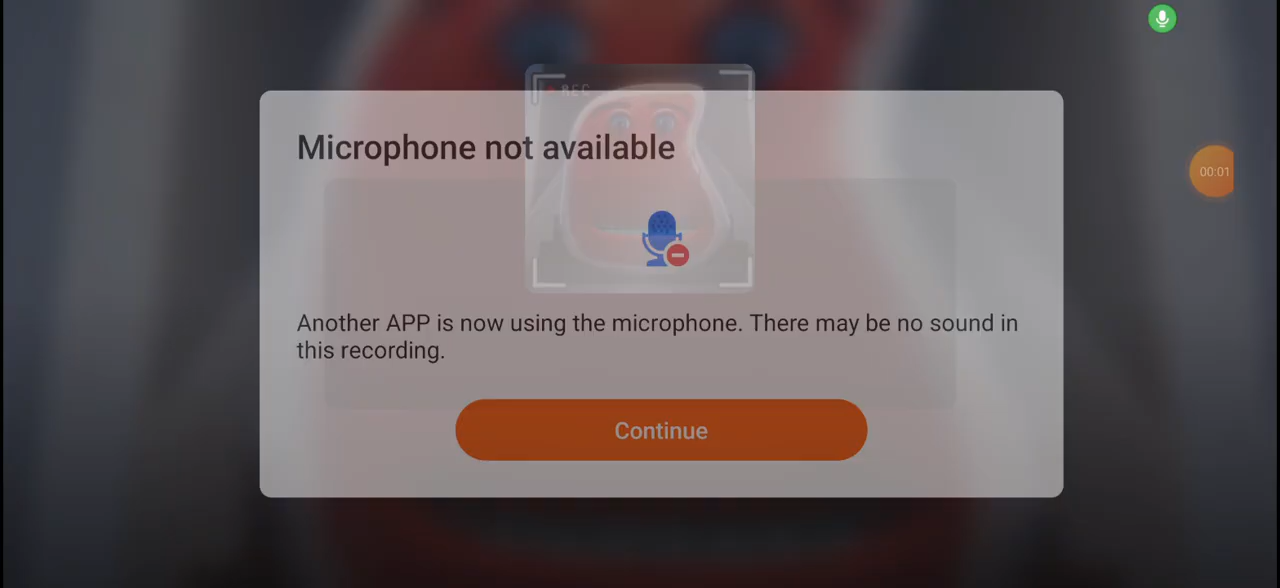 REC
00:01
Microphone not available
Another APP is now using the microphone. There may be no sound in
this recording.
Continue